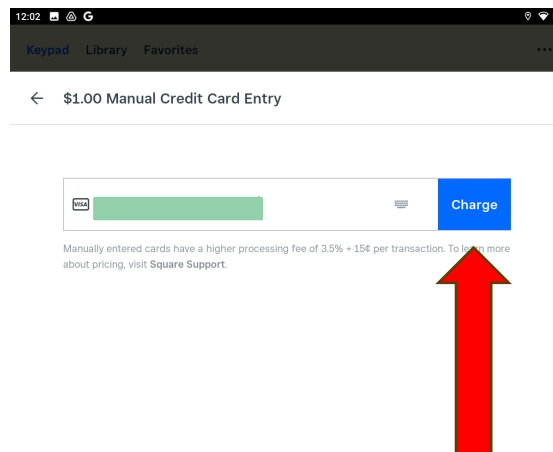 12:02 G
Keypad Library Favorites
$1.00 Manual Credit Card Entry
VISA
Charge
Manually entered cards have a higher processing fee of 3.5% + 15¢ per transaction. To learn more
about pricing, visit Square Support.